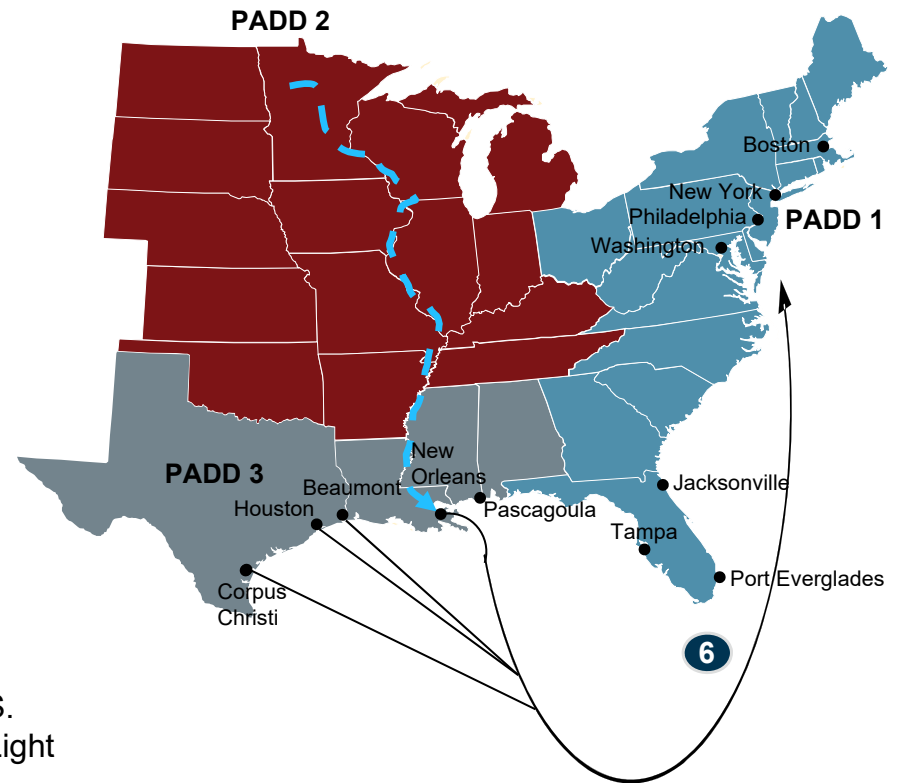 PADD 2
Boston
New York
Philadelphia
PADD 1
Washington
New
Orleans
PADD 3
Beaumont
Houston
Jacksonville
Pascagoula
Tampa
Port Everglades
Corpus
Christi
6
S.
ight